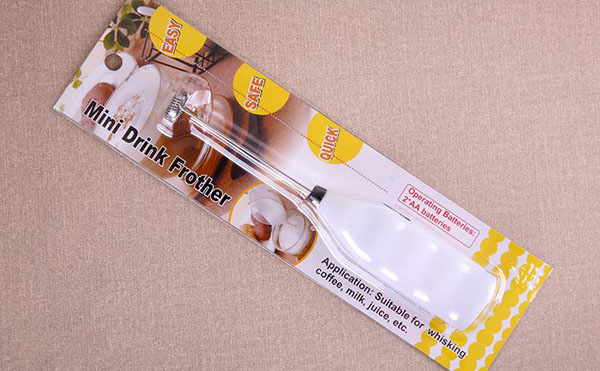 EASY
SAFE
QUICK
Mini Drink Frother
Operating Batteries:
2*AA batteries
Application: Suitable for whisking
coffee, milk, juice, etc.